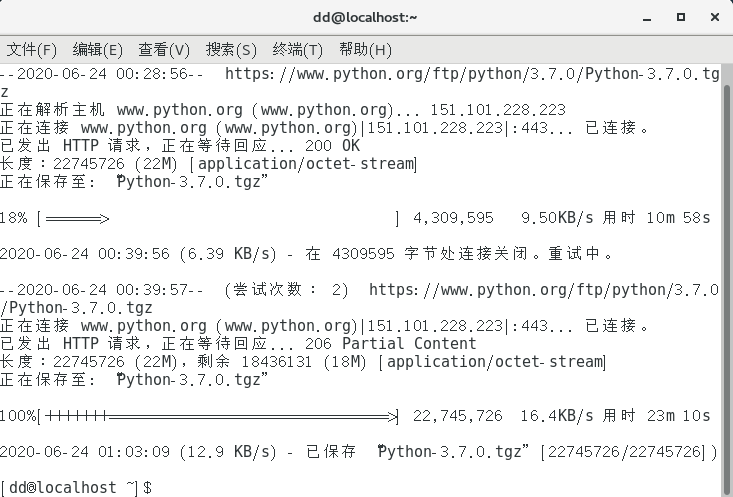 dd@localhost:~
文件(F) 编辑(E) 查看(V) 搜索(S) 终端(T) 帮助(H)
--2020-06-24 00:28:56-- https://www.python.org/ftp/python/3.7.0/Python-3.7.0.tg
z
正在解析主机 www.python.org (www.python.org)... 151.101.228.223
正在连接 www.python.org (www.python.org)|151.101.228.223|:443... 已连接。
已发出 HTTP 请求，正在等待回应... 200 OK
长度：22745726 (22M) [application/octet-stream]
正在保存至: “Python-3.7.0.tgz”
18% [======> ] 4,309,595 9.50KB/s 用时 10m 58s
2020-06-24 00:39:56 (6.39 KB/s) - 在 4309595 字节处连接关闭。重试中。
--2020-06-24 00:39:57-- (尝试次数： 2) https://www.python.org/ftp/python/3.7.0
/Python-3.7.0.tgz
正在连接 www.python.org (www.python.org)|151.101.228.223|:443... 已连接。
已发出 HTTP 请求，正在等待回应... 206 Partial Content
长度：22745726 (22M)，剩余 18436131 (18M) [application/octet-stream]
正在保存至: “Python-3.7.0.tgz”
100%[+++++++===============================>] 22,745,726 16.4KB/s 用时 23m 10s
2020-06-24 01:03:09 (12.9 KB/s) - 已保存 “Python-3.7.0.tgz” [22745726/22745726])
[dd@localhost ~]$